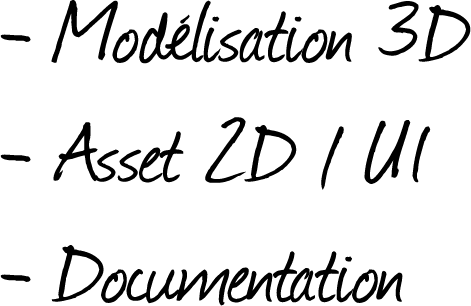 - Modélisation 3D
- Asset 2D / UI
- Documentation